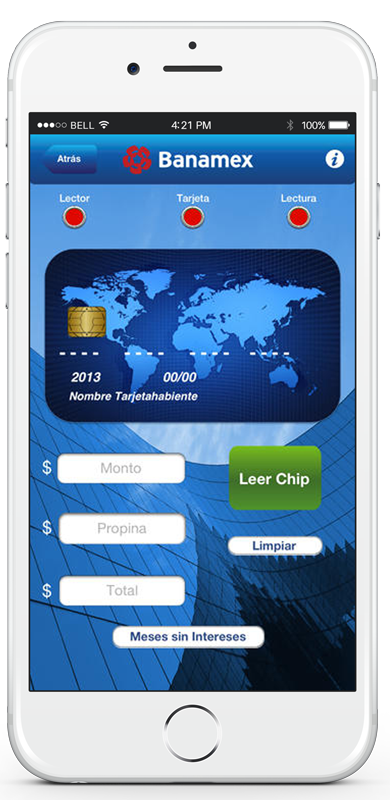 BELL 4:21 PM 100%
Atrás Banamex i
Lector Tarjeta Lectura
2013 00/00
Nombre Tarjetahabiente
$ Monto Leer Chip
$ Propina
Limpiar
$ Total
Meses sin Intereses